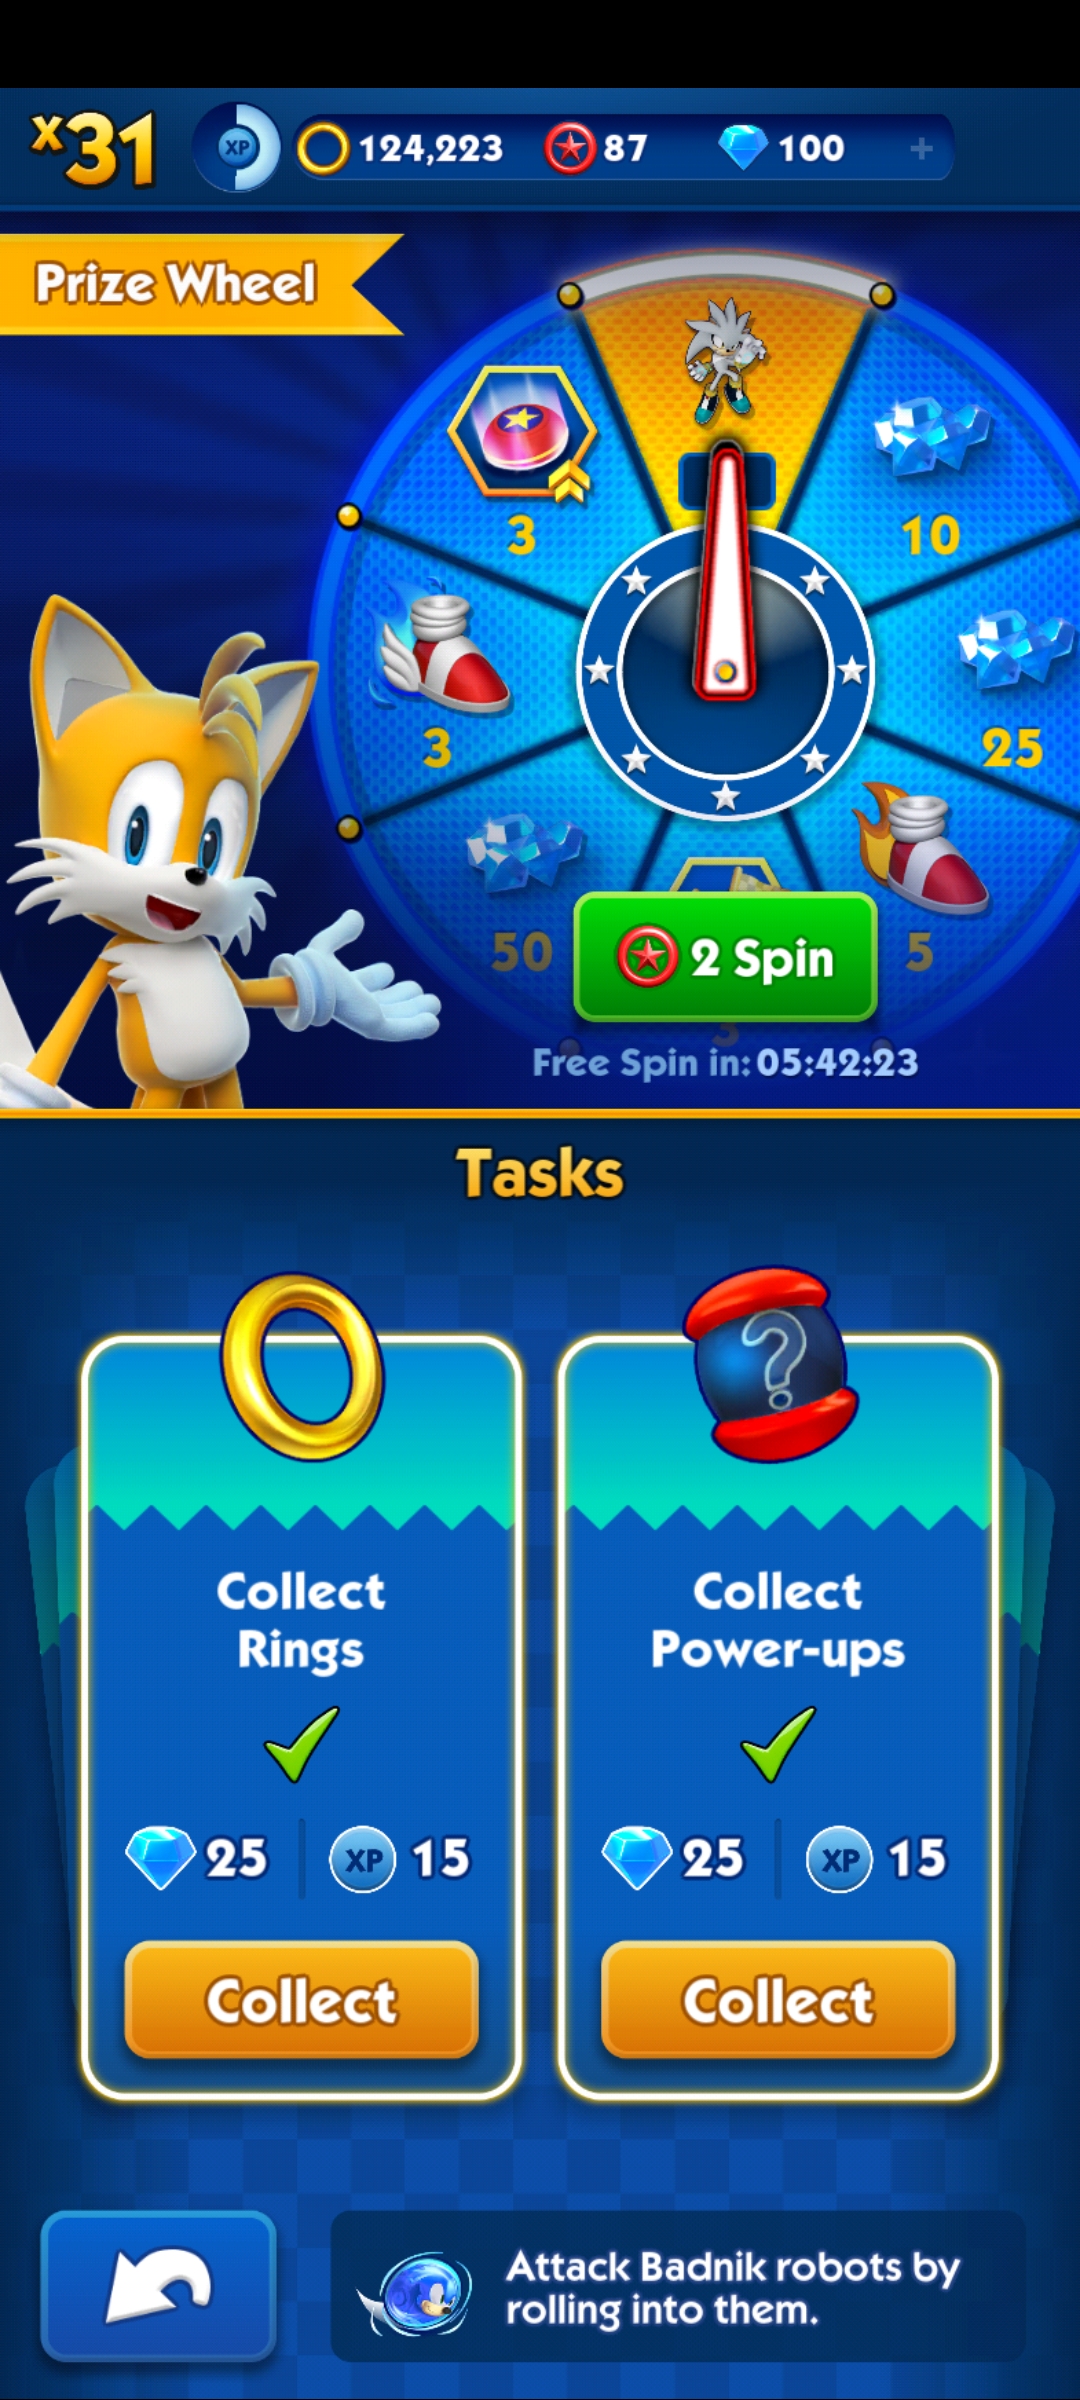 x31
XP
124,223
87
100
+
Prize Wheel
3
10
3
25
50
5
2 Spin
3
Free Spin in: 05:42:23
Tasks
?
Collect
Rings
25
XP
15
Collect
Collect
Power-ups
25
XP
15
Collect
Attack Badnik robots by
rolling into them.